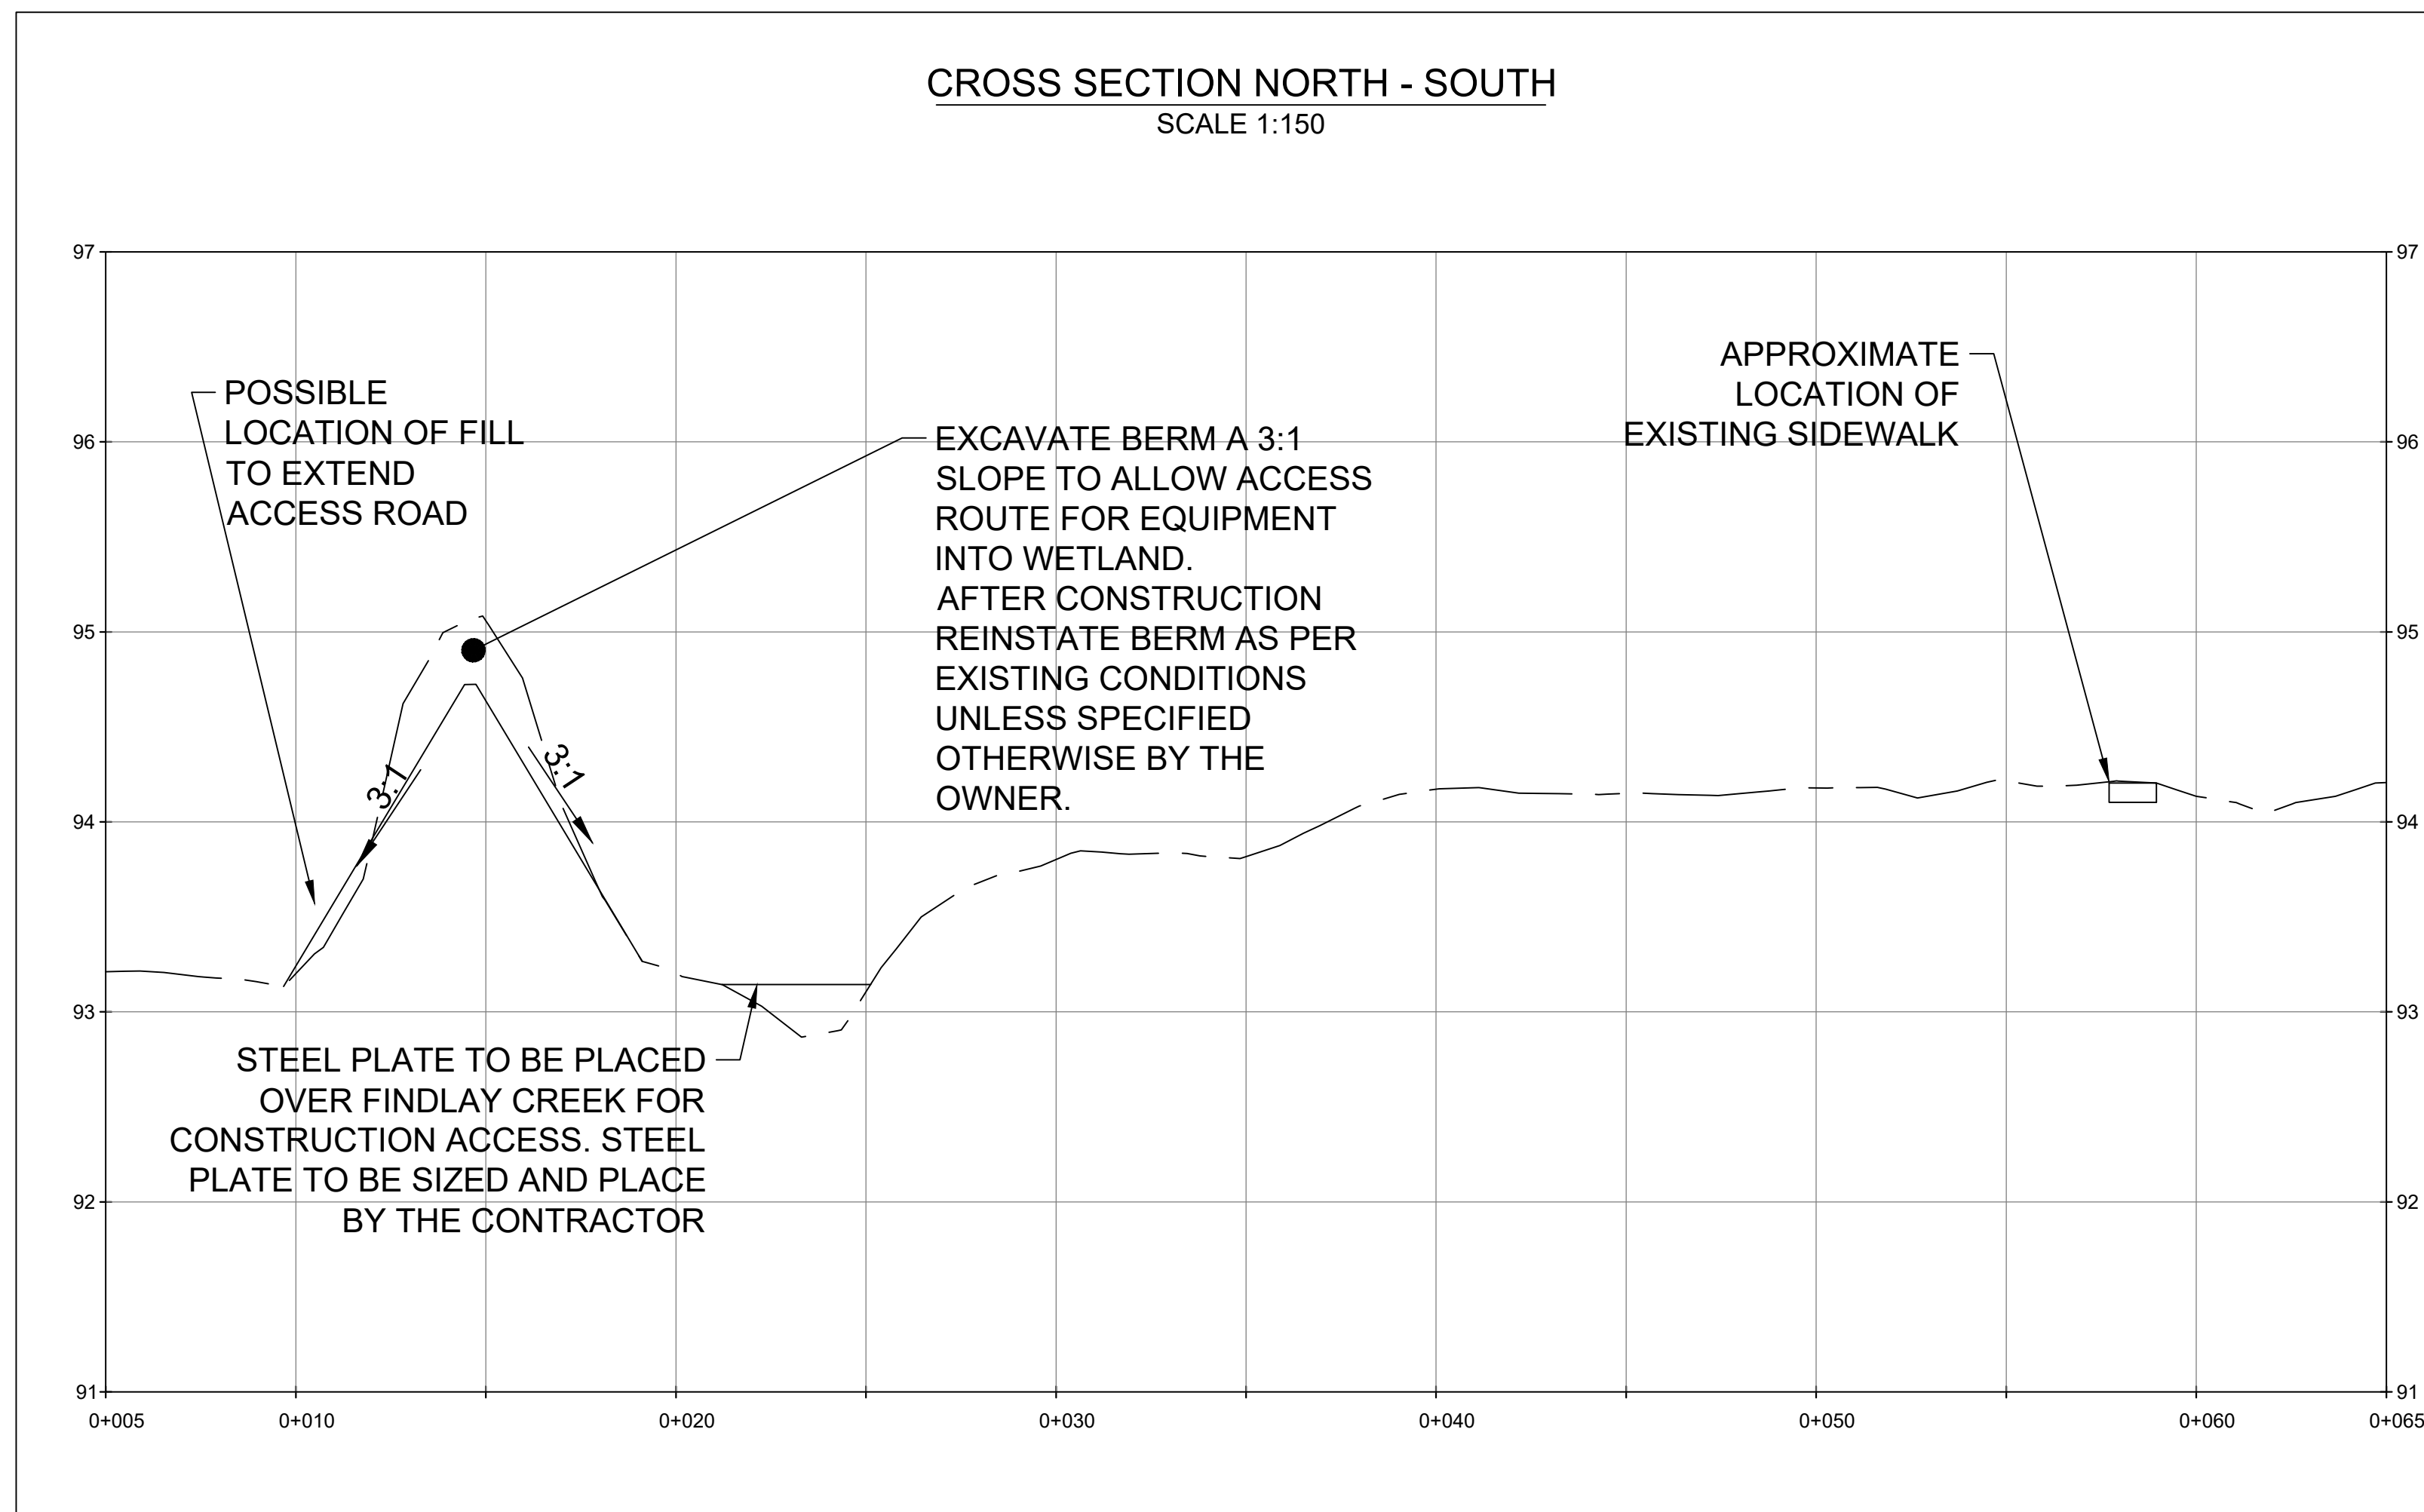 CROSS SECTION NORTH - SOUTH
SCALE 1:150
97
97
POSSIBLE
LOCATION OF FILL
TO EXTEND
ACCESS ROAD
APPROXIMATE
LOCATION OF
EXISTING SIDEWALK
96
96
EXCAVATE BERM A 3:1
SLOPE TO ALLOW ACCESS
ROUTE FOR EQUIPMENT
INTO WETLAND.
AFTER CONSTRUCTION
REINSTATE BERM AS PER
EXISTING CONDITIONS
UNLESS SPECIFIED
OTHERWISE BY THE
OWNER.
95
95
3:1
3:1
94
94
93
93
STEEL PLATE TO BE PLACED
OVER FINDLAY CREEK FOR
CONSTRUCTION ACCESS. STEEL
PLATE TO BE SIZED AND PLACE
BY THE CONTRACTOR
92
92
91
91
0+005
0+010
0+020
0+030
0+040
0+050
0+060
0+065